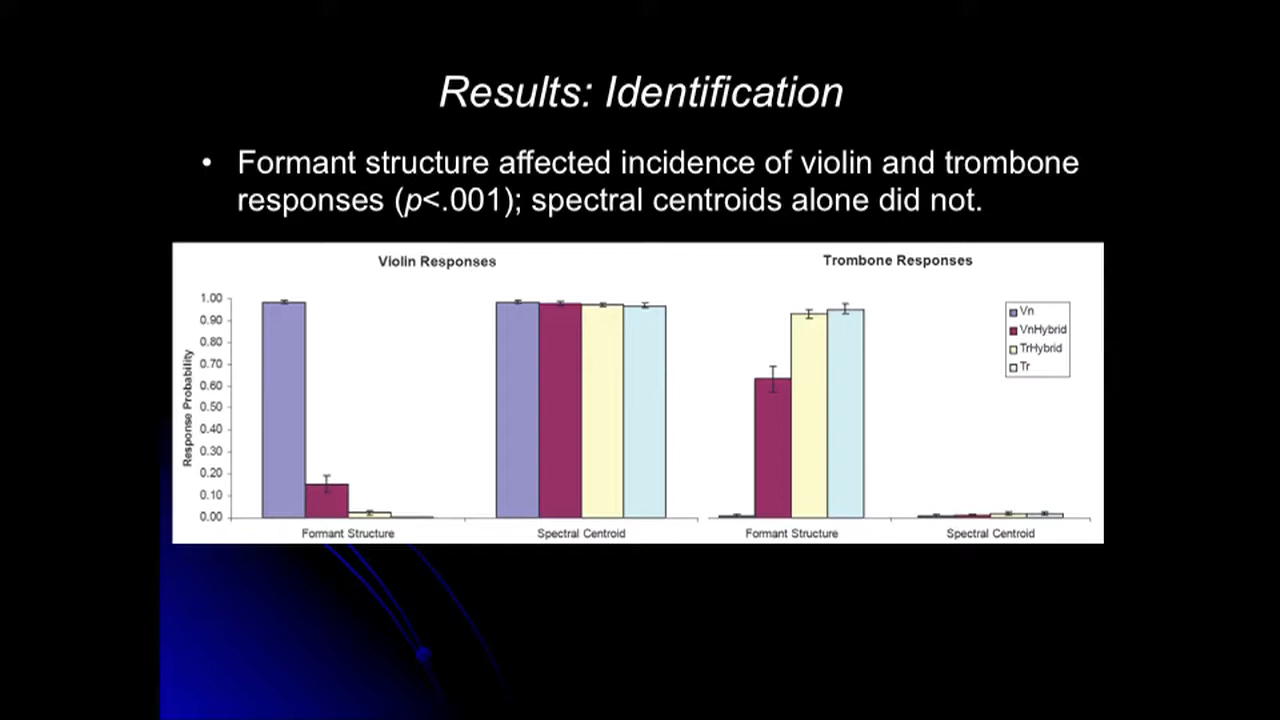 Results: Identification
• Formant structure affected incidence of violin and trombone
responses (p<.001); spectral centroids alone did not.
Violin Responses
Response Probability
1.00
0.90
0.80
0.70
0.60
0.50
0.40
0.30
0.20
0.10
0.00
Formant Structure
Spectral Centroid
Trombone Responses
Vn
VnHybrid
TrHybrid
Tr
Formant Structure
Spectral Centroid